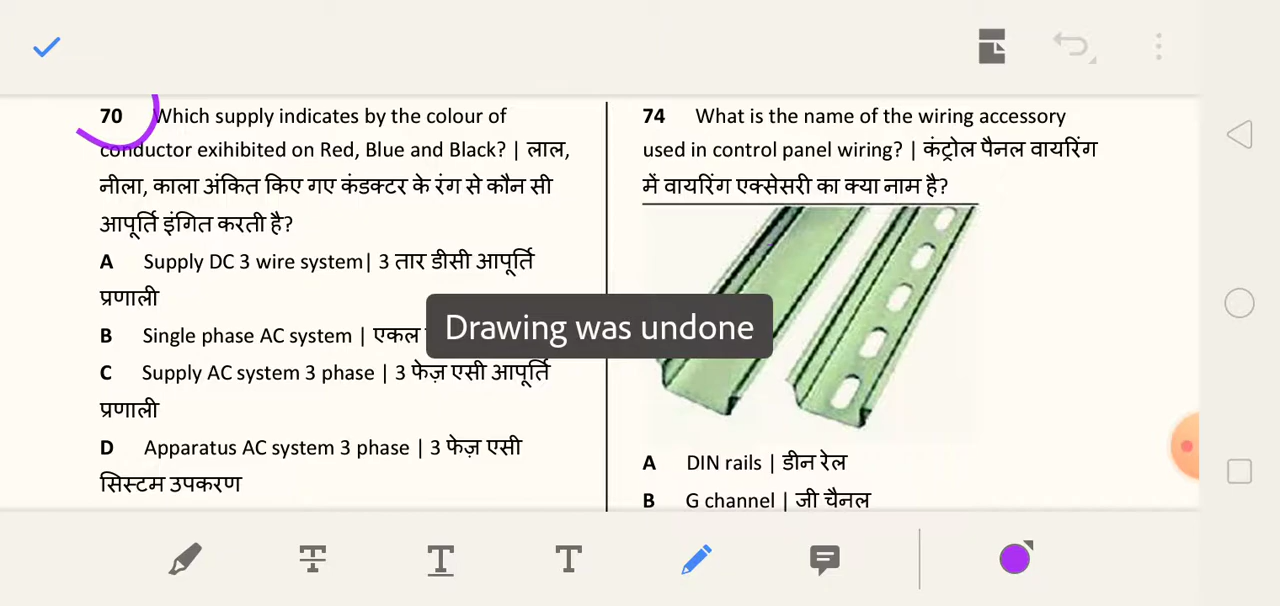 70 Which supply indicates by the colour of
conductor exihibited on Red, Blue and Black? | लाल,
नीला, काला अंकित किए गए कंडक्टर के रंग से कौन सी
आपूर्ति इंगित करती है?
A Supply DC 3 wire system| 3 तार डीसी आपूर्ति
प्रणाली
B Single phase AC system | एकल
C Supply AC system 3 phase | 3 फेज़ एसी आपूर्ति
प्रणाली
D Apparatus AC system 3 phase | 3 फेज़ एसी
सिस्टम उपकरण
Drawing was undone
74 What is the name of the wiring accessory
used in control panel wiring? | कंट्रोल पैनल वायरिंग
में वायरिंग एक्सेसरी का क्या नाम है?
A DIN rails | डीन रेल
B G channel | जी चैनल